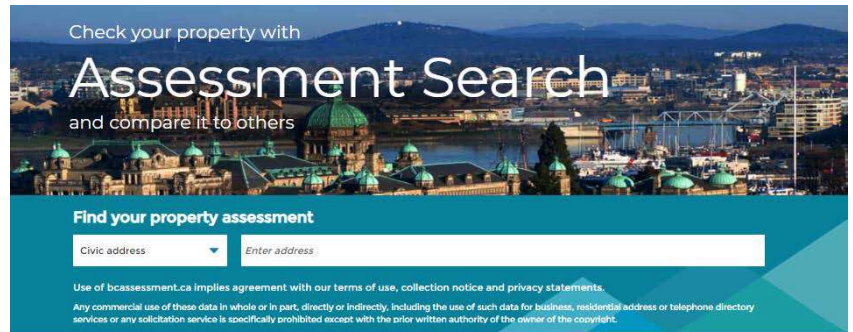 Check your property with
Assessment Search
and compare it to others
Find your property assessment
Civic address
Enter address
Use of bcassessment.ca implies agreement with our terms of use, collection notice and privacy statements.
Any commercial use of these data in whole or in part, directly or indirectly, including the use of such data for business, residential address or telephone directory
services or any solicitation service is specifically prohibited except with the prior written authority of the owner of the copyright.